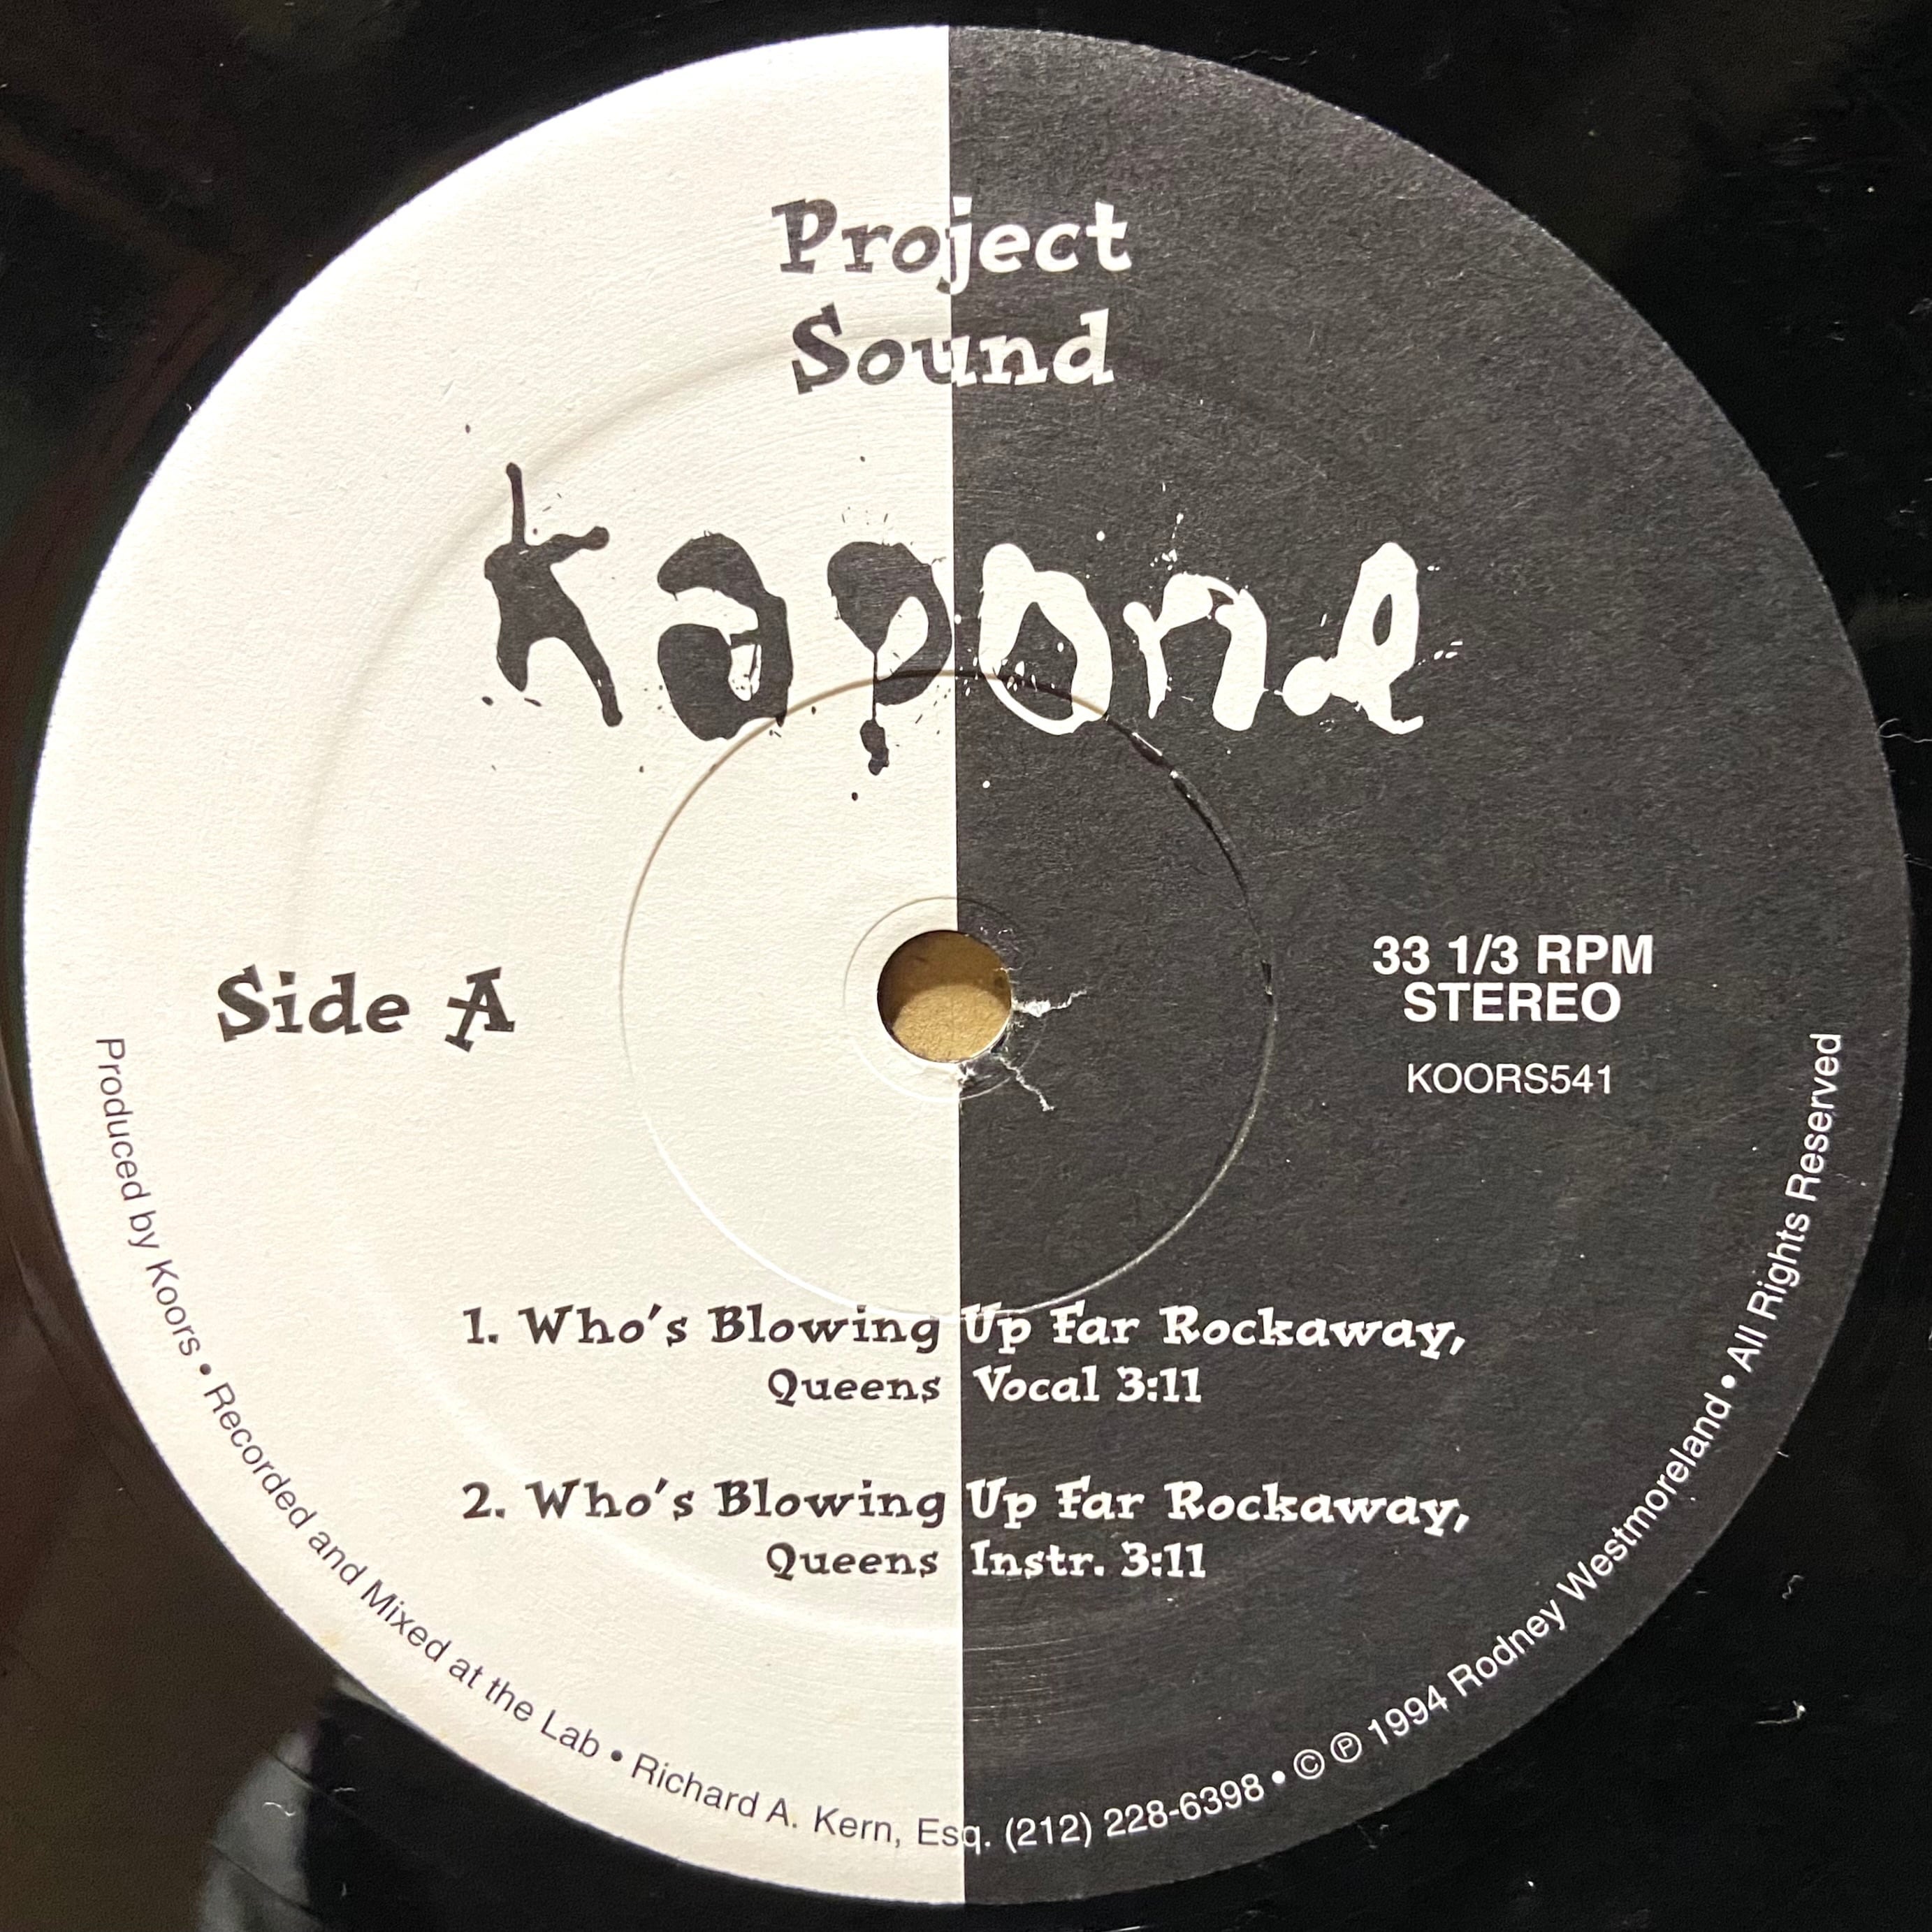 Project
Sound
kapone
Side A
33 1/3 RPM
STEREO
KOORS541
1. Who's Blowing Up Far Rockaway,
Queens Vocal 3:11
2. Who's Blowing Up Far Rockaway,
Queens Instr. 3:11
Produced by Koors • Recorded and Mixed at the Lab • Richard A. Kern, Esq. (212) 228-6398 • © ℗ 1994 Rodney Westmoreland • All Rights Reserved